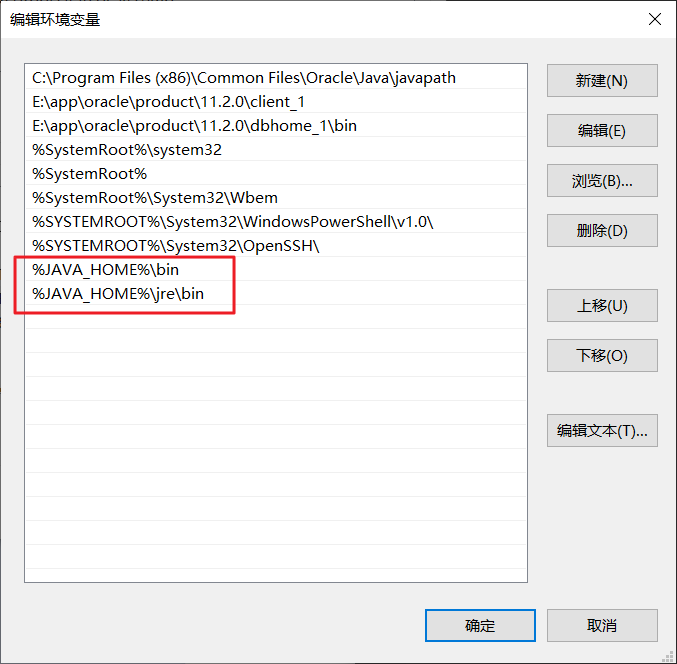 编辑环境变量
C:\Program Files (x86)\Common Files\Oracle\Java\javapath
E:\app\oracle\product\11.2.0\client_1
E:\app\oracle\product\11.2.0\dbhome_1\bin
%SystemRoot%\system32
%SystemRoot%
%SystemRoot%\System32\Wbem
%SYSTEMROOT%\System32\WindowsPowerShell\v1.0\
%SYSTEMROOT%\System32\OpenSSH\
%JAVA_HOME%\bin
%JAVA_HOME%\jre\bin
新建(N)
编辑(E)
浏览(B)...
删除(D)
上移(U)
下移(O)
编辑文本(T)...
确定
取消